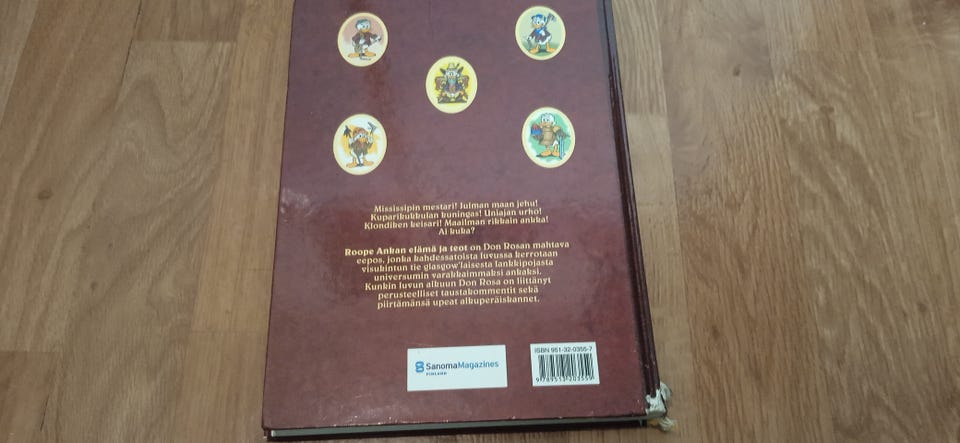 Mississipin mestari! Julman maan jehu!
Kuparikukkulan kuningas! Uniajan urho!
Klondiken keisari! Maailman rikkain ankka!
Ai kuka?
Roope Ankan elämä ja teot on Don Rosan mahtava
eepos, jonka kahdessatoista luvussa kerrotaan
visukintun tie glasgow'laisesta lankkipojasta
universumin varakkaimmaksi ankaksi.
Kunkin luvun alkuun Don Rosa on liittänyt
perusteelliset taustakommentit sekä
piirtämänsä upeat alkuperäiskannet.
SanomaMagazines
FINLAND
ISBN 951-32-0355-7
9 789513 203559